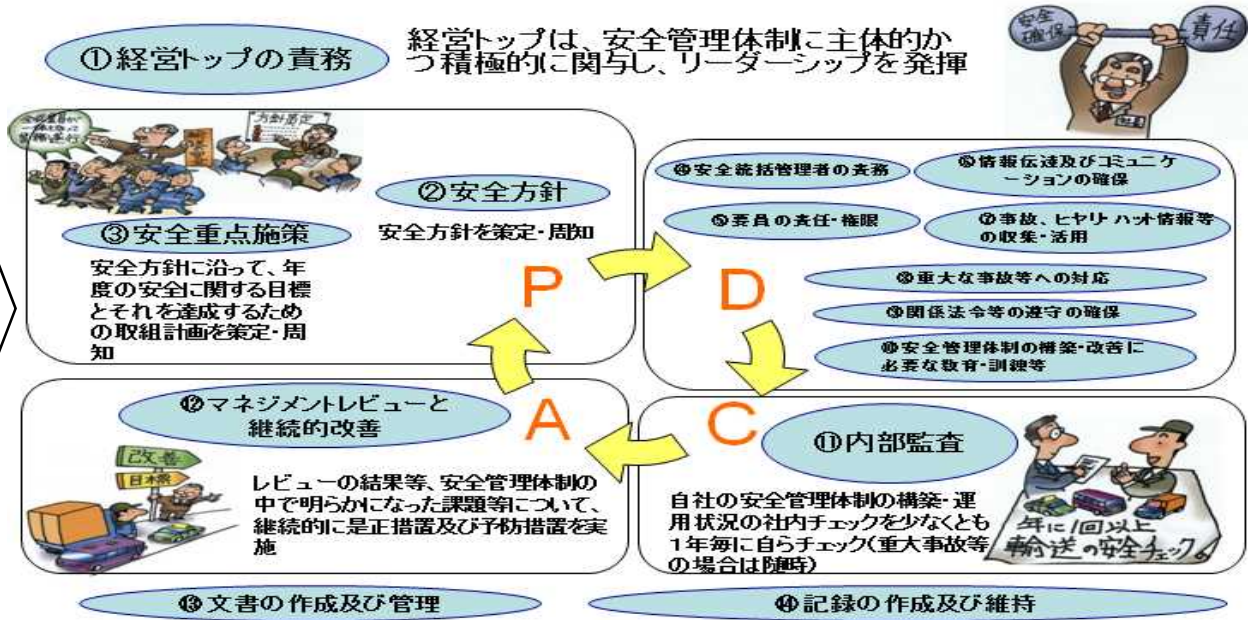 ①経営トップの責務
経営トップは、安全管理体制に主体的か
つ積極的に関与し、リーダーシップを発揮
安全
確保
責任
方針策定
②安全方針
安全方針を策定・周知
③安全重点施策
安全方針に沿って、年
度の安全に関する目標
とそれを達成するため
の取組計画を策定・周
知
P
④安全統括管理者の責務
⑤要員の責任・権限
⑥情報伝達及びコミュニケ
ーションの確保
⑦事故、ヒヤリ・ハット情報等
の収集・活用
⑧重大な事故等への対応
⑨関係法令等の遵守の確保
⑩安全管理体制の構築・改善に
必要な教育・訓練等
D
C
⑪内部監査
自社の安全管理体制の構築・運
用状況の社内チェックを少なくとも
1年毎に自らチェック(重大事故等
の場合は随時)
年に1回以上
輸送の安全チェック
A
⑫マネジメントレビューと
継続的改善
改善
目標
レビューの結果等、安全管理体制の
中で明らかになった課題等について、
継続的に是正措置及び予防措置を実
施
⑬文書の作成及び管理
⑭記録の作成及び維持